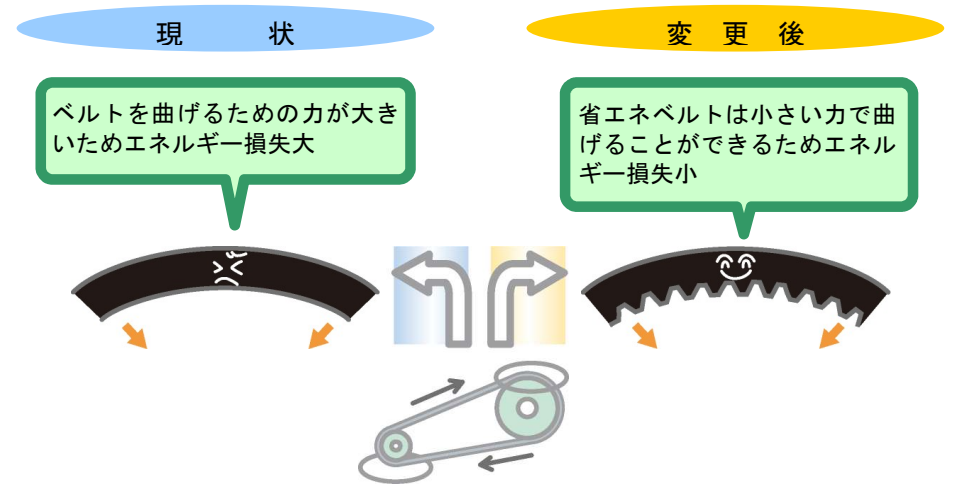 現状
変更後
ベルトを曲げるための力が大き
いためエネルギー損失大
省エネベルトは小さい力で曲
げることができるためエネル
ギー損失小